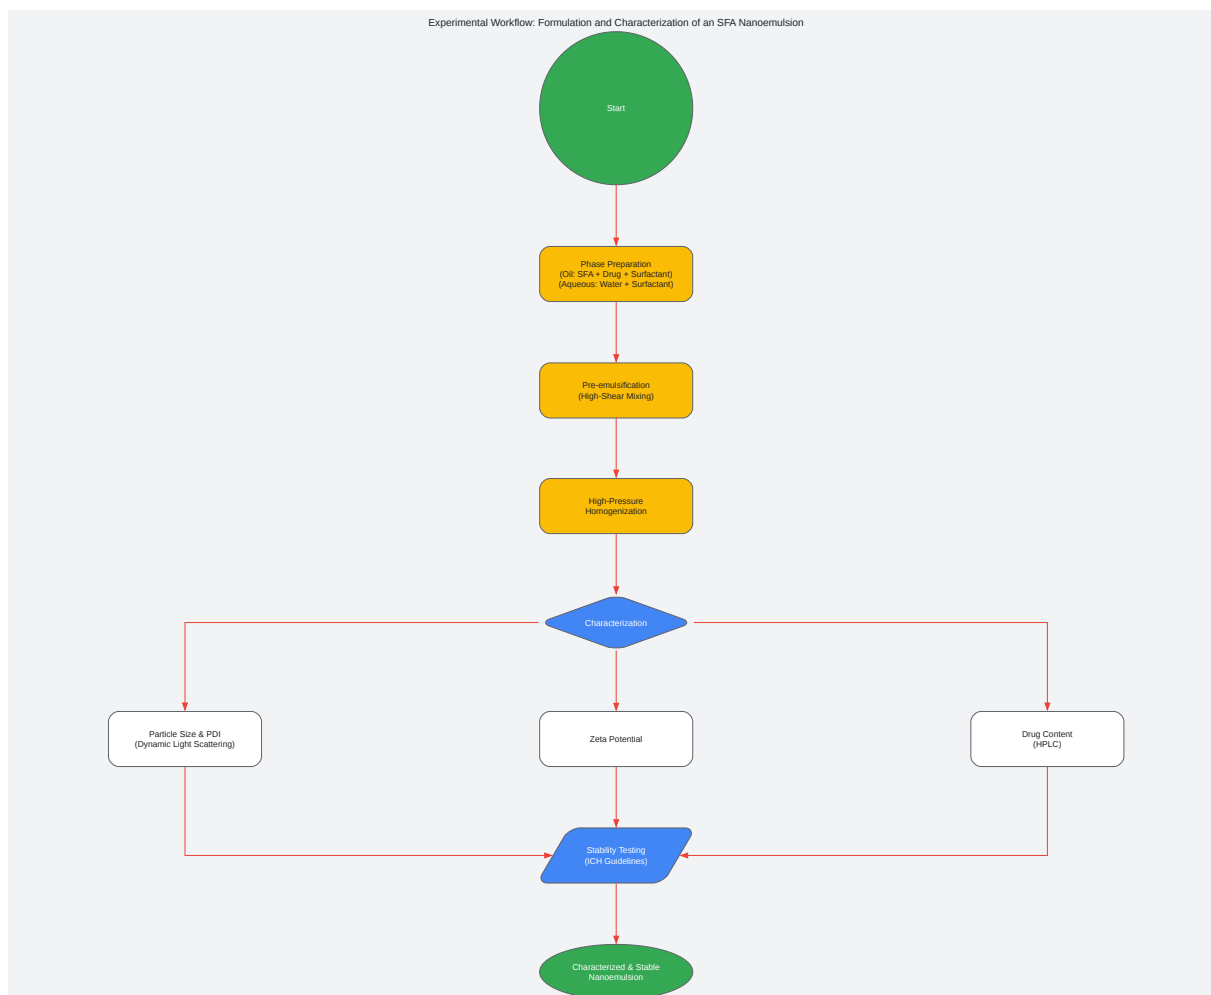 Experimental Workflow: Formulation and Characterization of an SFA Nanoemulsion
Start
Phase Preparation
(Oil: SFA + Drug + Surfactant)
(Aqueous: Water + Surfactant)
Pre-emulsification
(High-Shear Mixing)
High-Pressure
Homogenization
Characterization
Particle Size & PDI
(Dynamic Light Scattering)
Zeta Potential
Drug Content
(HPLC)
Stability Testing
(ICH Guidelines)
Characterized & Stable
Nanoemulsion